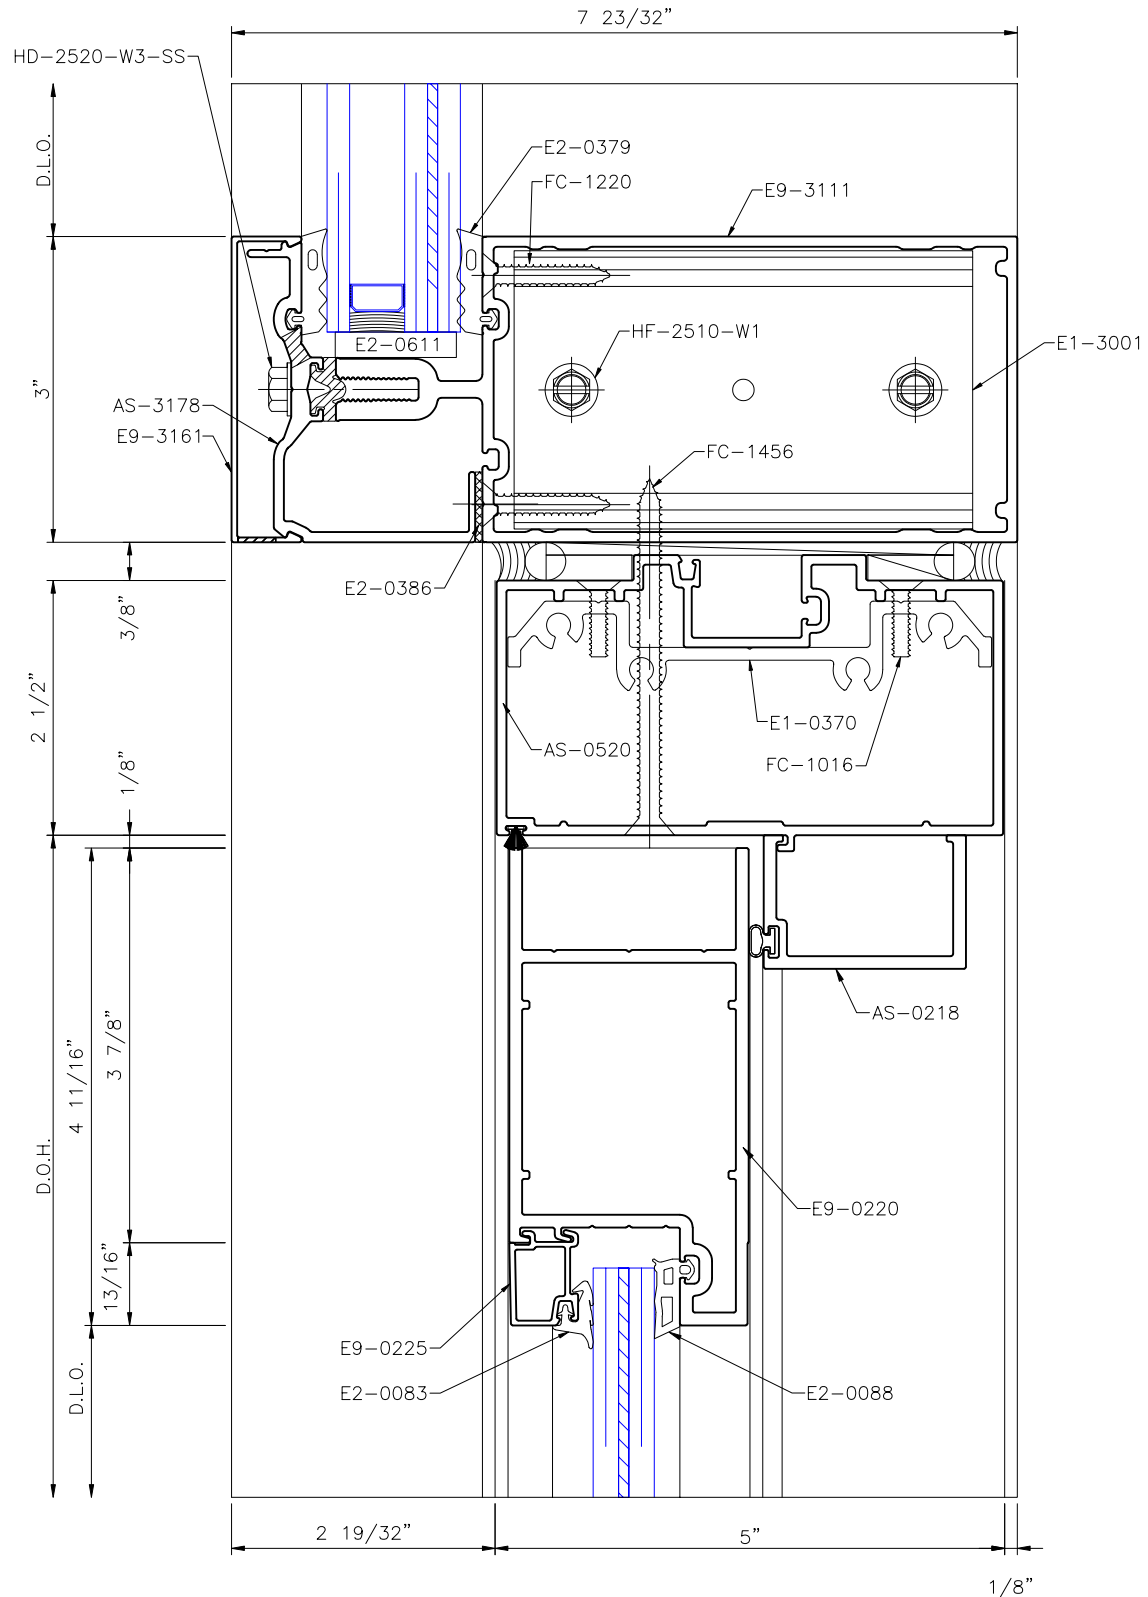 7 23/32”
HD-2520-W3-SS
D.L.O.
E2-0379
FC-1220
E9-3111
HF-2510-W1
E2-0611
E1-3001
3”
AS-3178
E9-3161
FC-1456
E2-0386
3/8”
2 1/2”
E1-0370
AS-0520
FC-1016
1/8”
AS-0218
3 7/8”
4 11/16”
D.O.H.
E9-0220
13/16”
E9-0225
D.L.O.
E2-0083
E2-0088
2 19/32”
5”
1/8”